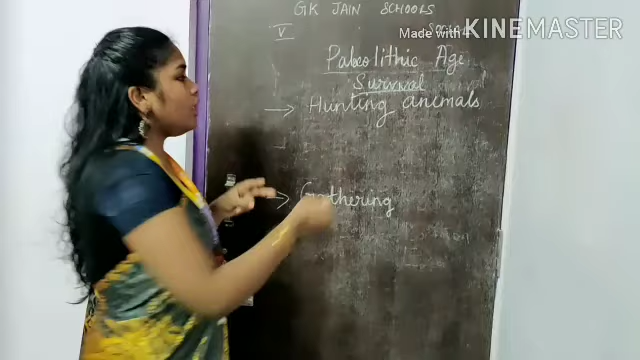 GK JAIN SCHOOLS
V
Made with KINEMASTER
Paleolithic Age
Survival
→ Hunting animals
→ Gathering